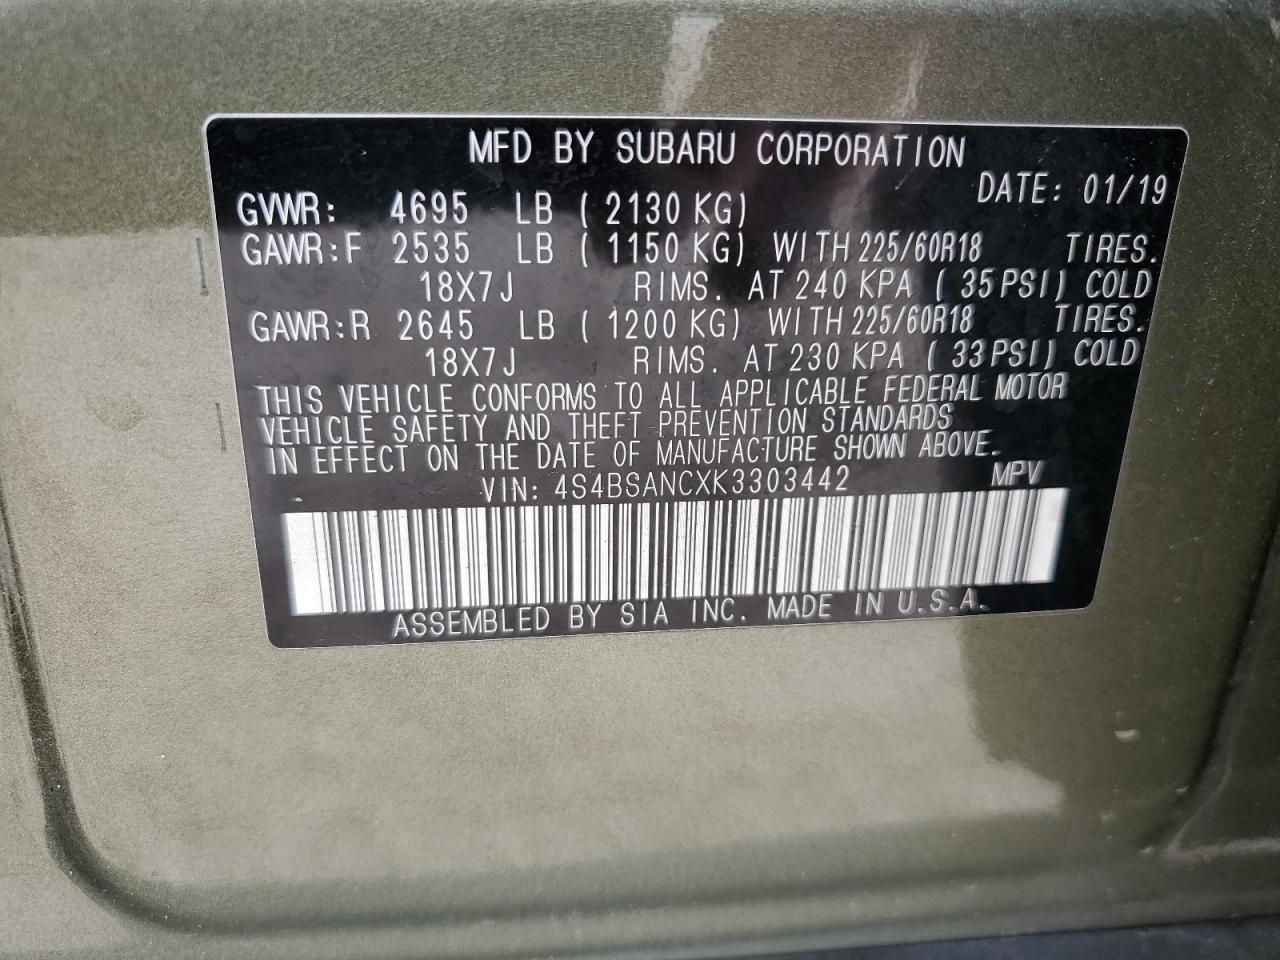 MFD BY SUBARU CORPORATION
DATE: 01/19
GVWR: 4695 LB (2130 KG)
GAWR:F 2535 LB (1150 KG) WITH 225/60R18 TIRES.
18X7J RIMS. AT 240 KPA (35 PSI) COLD
GAWR:R 2645 LB (1200 KG) WITH 225/60R18 TIRES.
18X7J RIMS. AT 230 KPA (33 PSI) COLD
THIS VEHICLE CONFORMS TO ALL APPLICABLE FEDERAL MOTOR
VEHICLE SAFETY AND THEFT PREVENTION STANDARDS
IN EFFECT ON THE DATE OF MANUFACTURE SHOWN ABOVE.
VIN: 4S4BSANCXK3303442 MPV
ASSEMBLED BY SIA INC. MADE IN U.S.A.